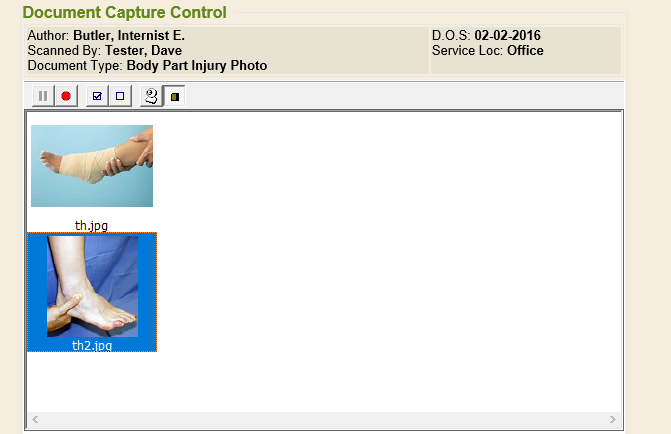 Document Capture Control
Author: Butler, Internist E.
D.O.S: 02-02-2016
Scanned By: Tester, Dave
Service Loc: Office
Document Type: Body Part Injury Photo
th.jpg
th2.jpg